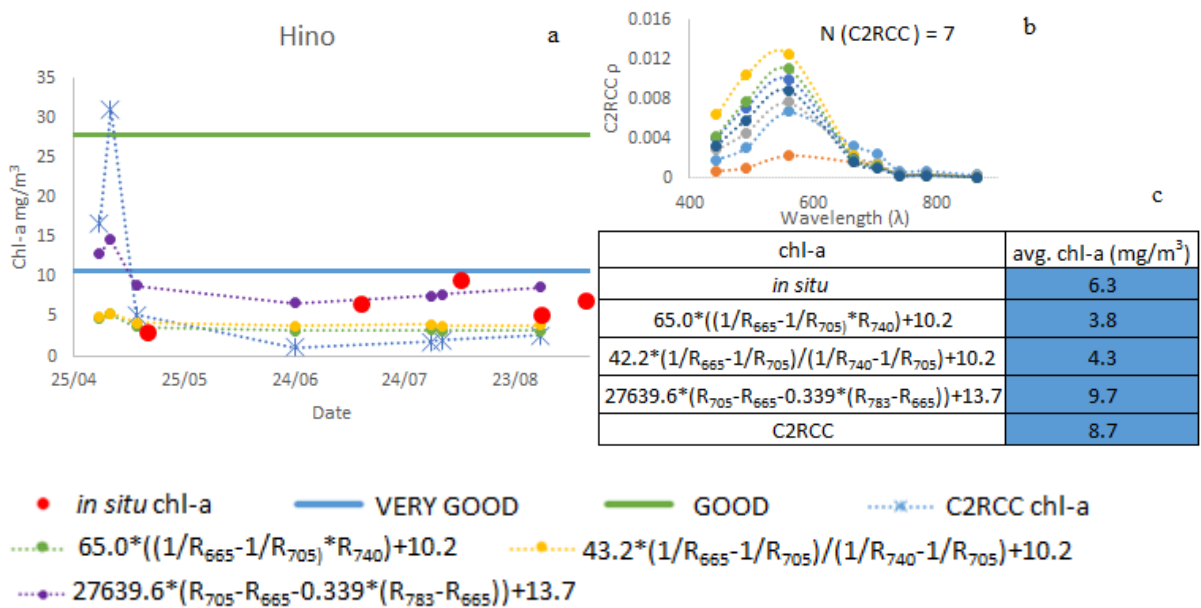 Hino
a
35
30
25
20
15
10
5
0
Chl-a mg/m³
25/04 25/05 24/06 24/07 23/08
Date
N (C2RCC) = 7
b
0.016
0.012
0.008
0.004
0
C2RCC ρ
400 600 800
Wavelength (λ)
c
chl-a avg. chl-a (mg/m³)
in situ 6.3
65.0*((1/R₆₆₅-1/R₇₀₅₎*R₇₄₀)+10.2 3.8
42.2*(1/R₆₆₅-1/R₇₀₅)/(1/R₇₄₀-1/R₇₀₅)+10.2 4.3
27639.6*(R₇₀₅-R₆₆₅-0.339*(R₇₈₃-R₆₆₅))+13.7 9.7
C2RCC 8.7
in situ chl-a VERY GOOD GOOD C2RCC chl-a
65.0*((1/R₆₆₅-1/R₇₀₅₎*R₇₄₀)+10.2 43.2*(1/R₆₆₅-1/R₇₀₅)/(1/R₇₄₀-1/R₇₀₅)+10.2
27639.6*(R₇₀₅-R₆₆₅-0.339*(R₇₈₃-R₆₆₅))+13.7